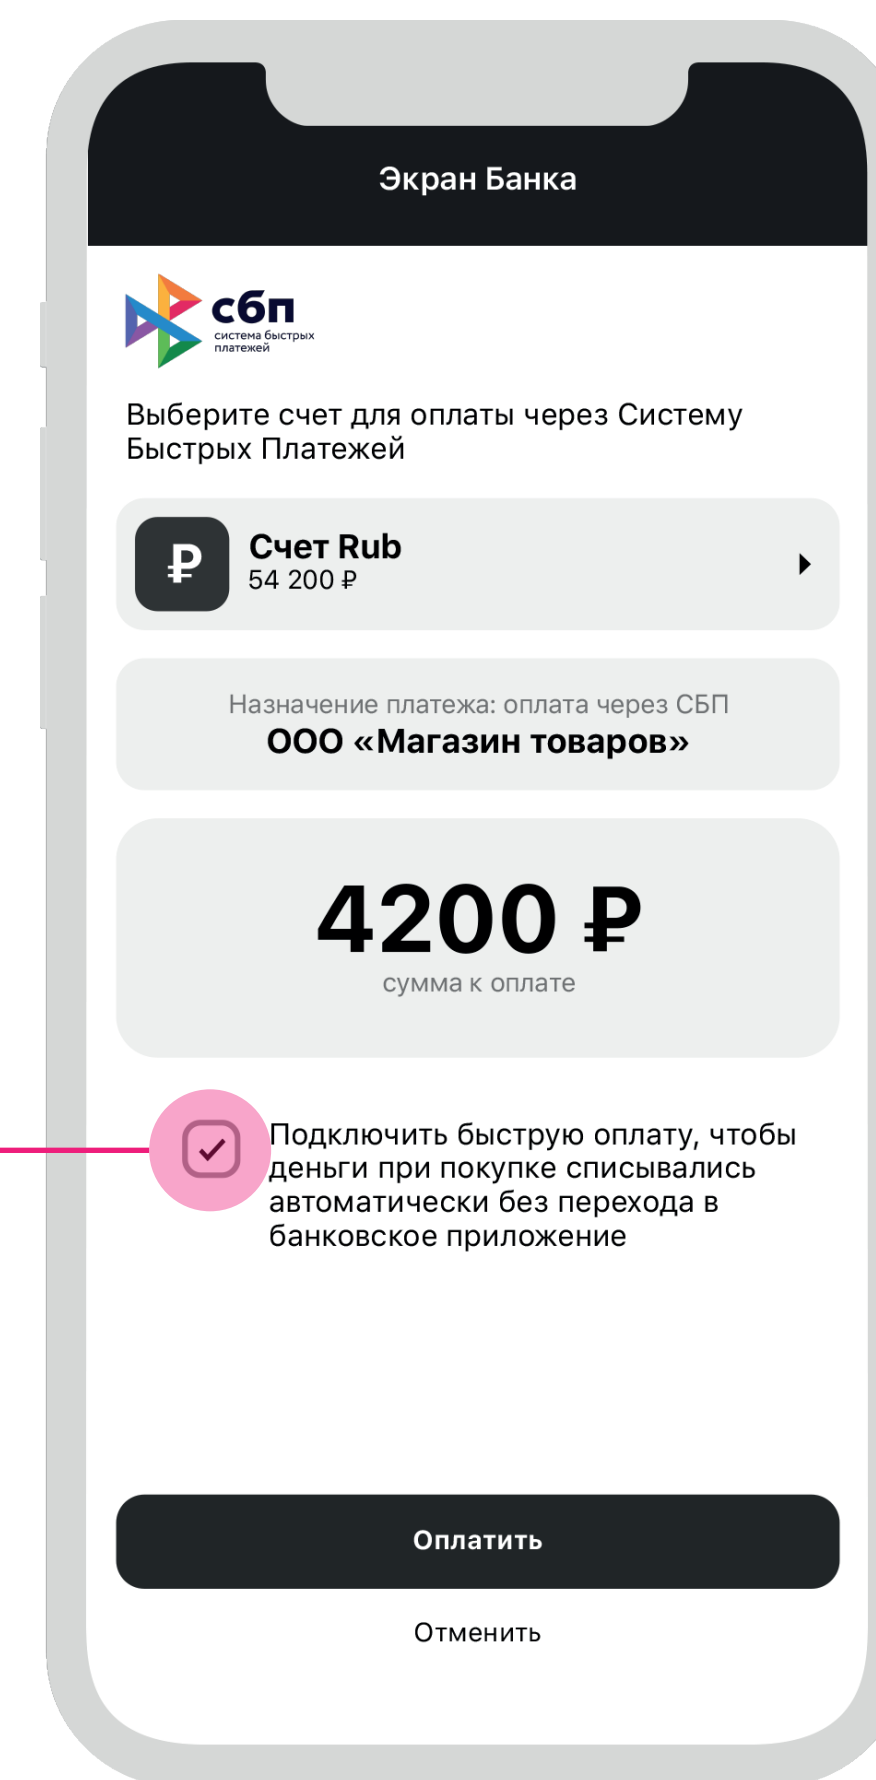 Экран Банка
сбп
система быстрых
платежей
Выберите счет для оплаты через Систему
Быстрых Платежей
₽
Счет Rub
54 200 ₽
Назначение платежа: оплата через СБП
ООО «Магазин товаров»
4200 ₽
сумма к оплате
Подключить быструю оплату, чтобы
деньги при покупке списывались
автоматически без перехода в
банковское приложение
Оплатить
Отменить